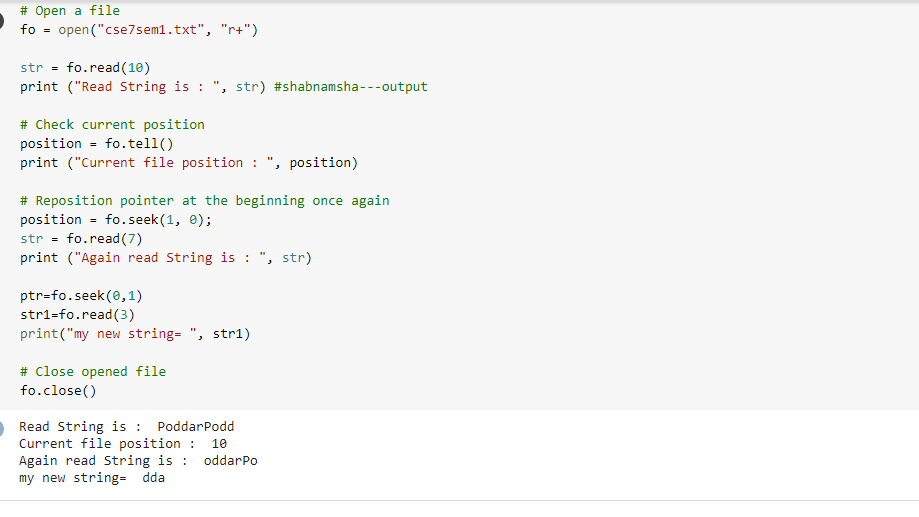 # Open a file
fo = open("cse7sem1.txt", "r+")
str = fo.read(10)
print ("Read String is : ", str) #shabnamsha---output
# Check current position
position = fo.tell()
print ("Current file position : ", position)
# Reposition pointer at the beginning once again
position = fo.seek(1, 0);
str = fo.read(7)
print ("Again read String is : ", str)
ptr=fo.seek(0,1)
str1=fo.read(3)
print("my new string= ", str1)
# Close opened file
fo.close()
Read String is :  PoddarPodd
Current file position :  10
Again read String is :  oddarPo
my new string=  dda